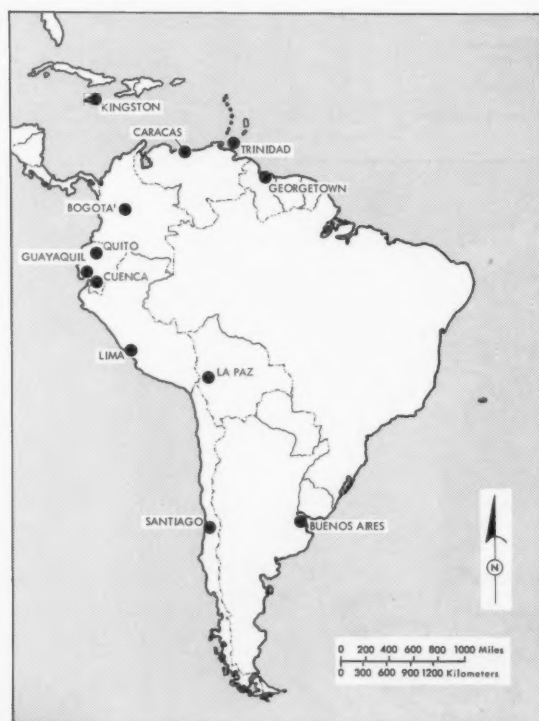 KINGSTON
CARACAS
TRINIDAD
GEORGETOWN
BOGOTA'
QUITO
GUAYAQUIL
CUENCA
LIMA
LA PAZ
SANTIAGO
BUENOS AIRES
N
0 200 400 600 800 1000 Miles
0 300 600 900 1200 Kilometers